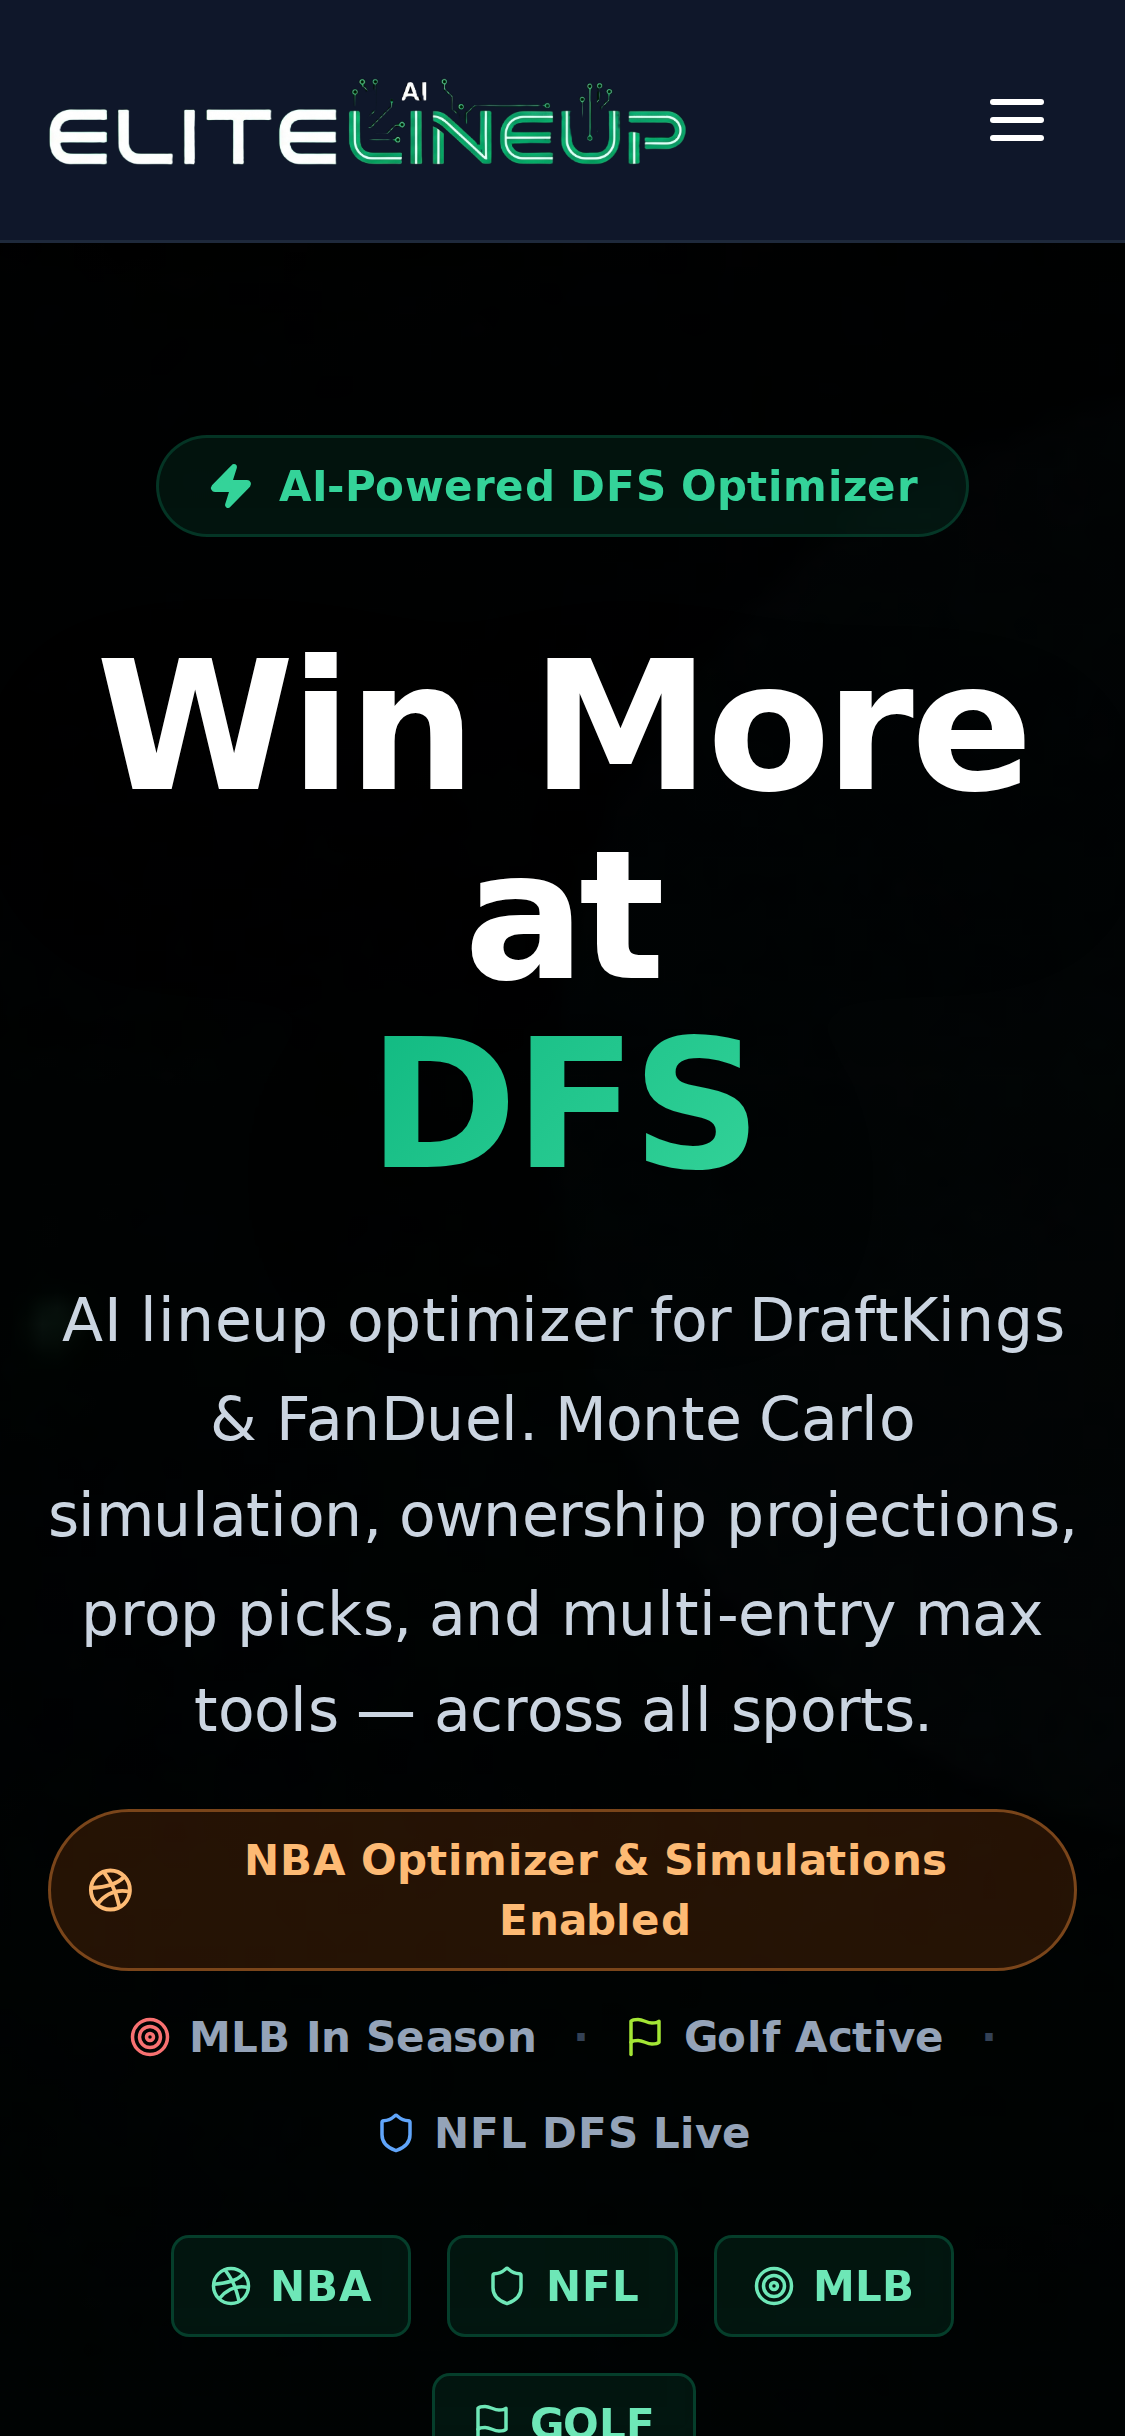 AI
ELITELINEUP
AI-Powered DFS Optimizer
Win More
at
DFS
AI lineup optimizer for DraftKings
& FanDuel. Monte Carlo
simulation, ownership projections,
prop picks, and multi-entry max
tools — across all sports.
NBA Optimizer & Simulations
Enabled
MLB In Season · Golf Active ·
NFL DFS Live
NBA NFL MLB
GOLF